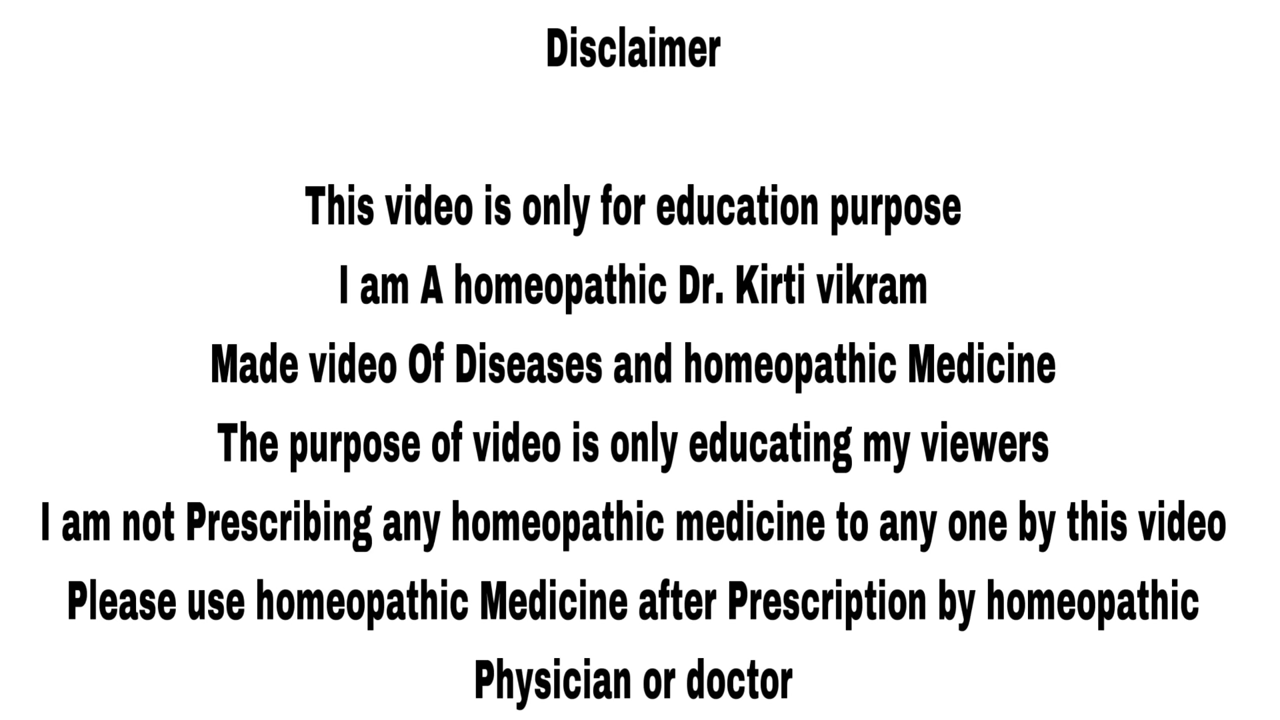 Disclaimer
This video is only for education purpose
I am A homeopathic Dr. Kirti vikram
Made video Of Diseases and homeopathic Medicine
The purpose of video is only educating my viewers
I am not Prescribing any homeopathic medicine to any one by this video
Please use homeopathic Medicine after Prescription by homeopathic
Physician or doctor